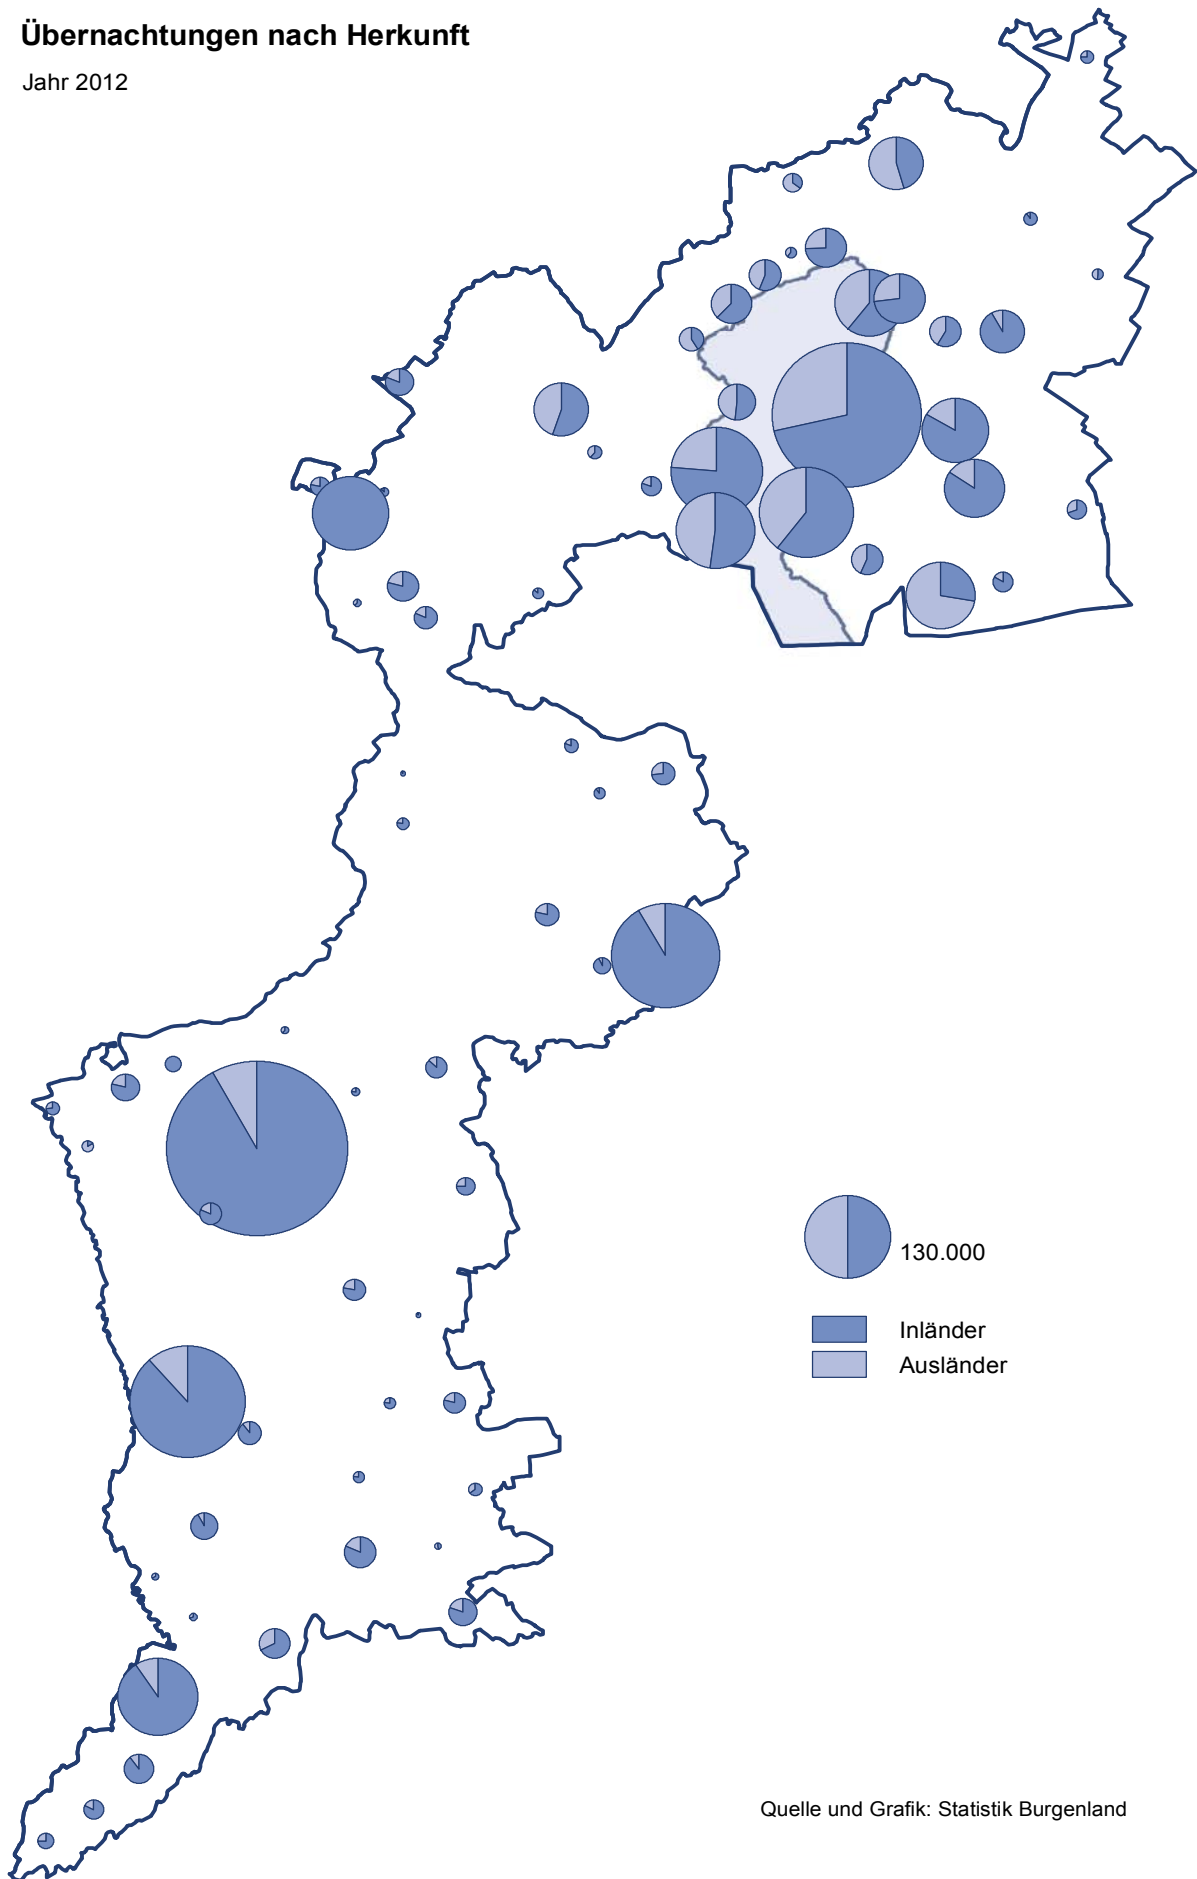 Übernachtungen nach Herkunft
Jahr 2012
130.000
Inländer
Ausländer
Quelle und Grafik: Statistik Burgenland